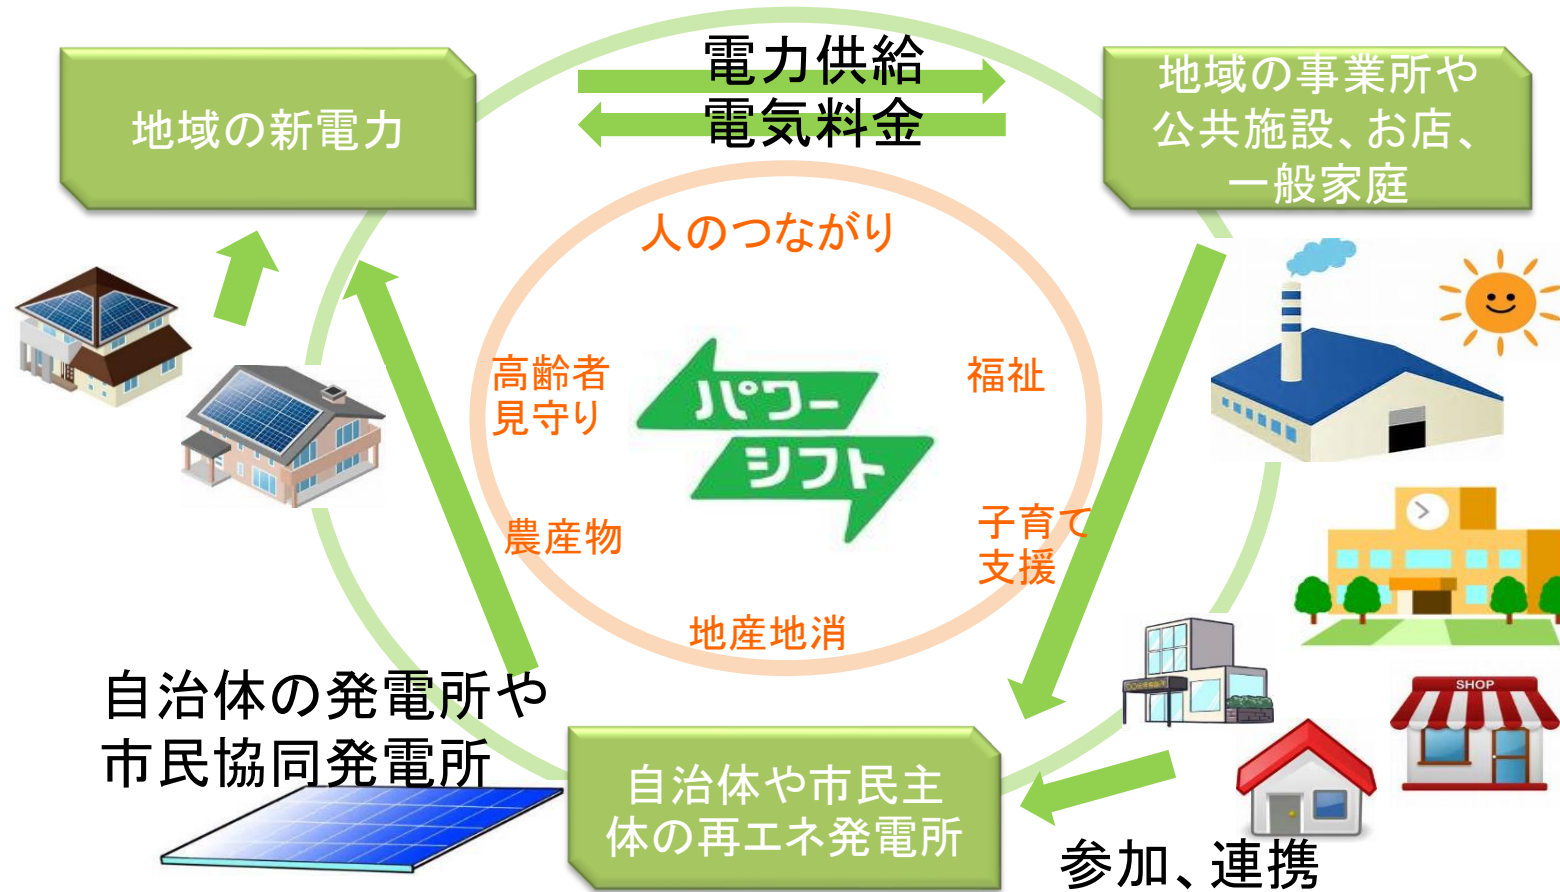 電力供給
電気料金
地域の新電力
地域の事業所や
公共施設、お店、
一般家庭
人のつながり
高齢者
見守り
福祉
パワー
シフト
農産物
子育て
支援
地産地消
自治体の発電所や
市民協同発電所
SHOP
自治体や市民主
体の再エネ発電所
参加、連携